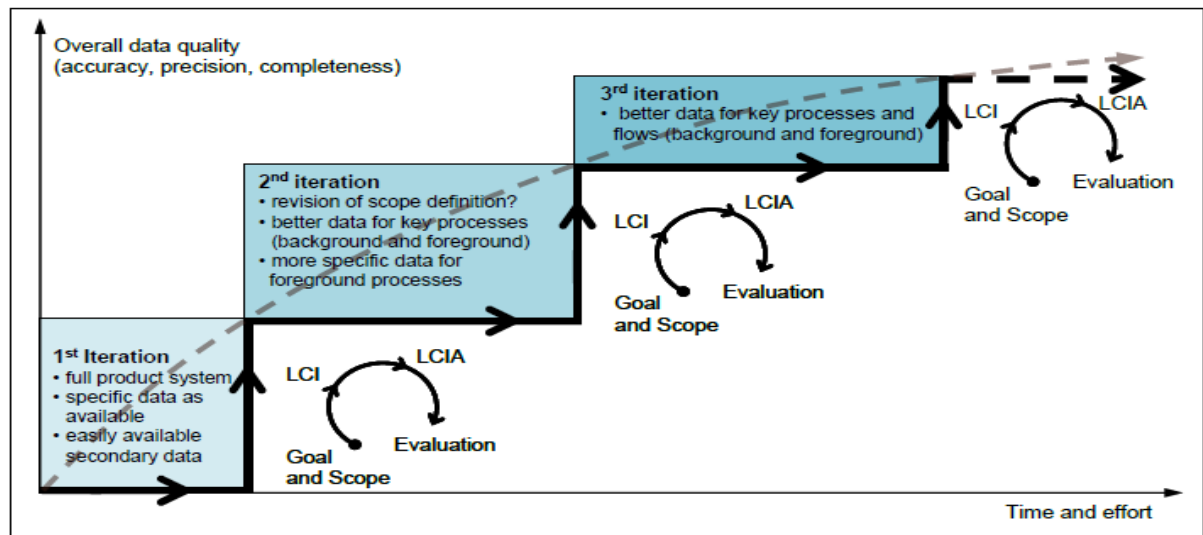 Overall data quality
(accuracy, precision, completeness)
3rd iteration
• better data for key processes and
flows (background and foreground)
LCI
LCIA
Goal
and Scope
Evaluation
2nd iteration
• revision of scope definition?
• better data for key processes
(background and foreground)
• more specific data for
foreground processes
LCI
LCIA
Goal
and Scope
Evaluation
1st Iteration
• full product system
• specific data as
available
• easily available
secondary data
LCI
LCIA
Goal
and Scope
Evaluation
Time and effort